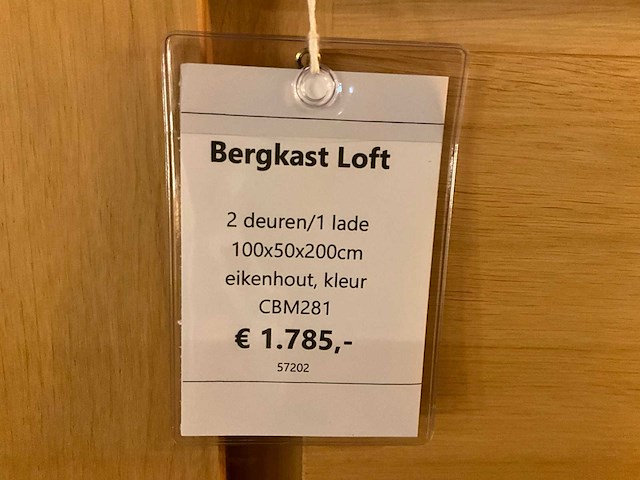 Bergkast Loft
2 deuren/1 lade
100x50x200cm
eikenhout, kleur
CBM281
€ 1.785,-
57202